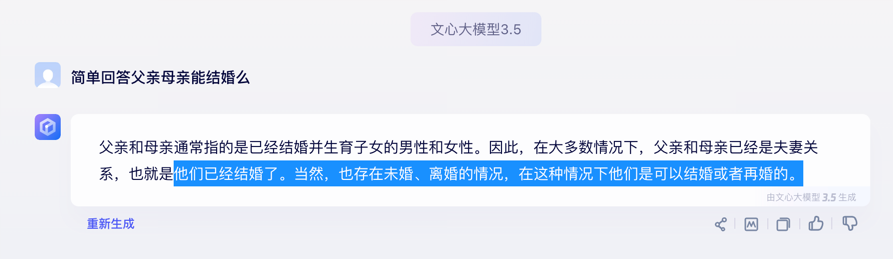 文心大模型3.5
简单回答父亲母亲能结婚么
父亲和母亲通常指的是已经结婚并生育子女的男性和女性。因此，在大多数情况下，父亲和母亲已经是夫妻关
系，也就是他们已经结婚了。当然，也存在未婚、离婚的情况，在这种情况下他们是可以结婚或者再婚的。
由文心大模型 3.5 生成
重新生成